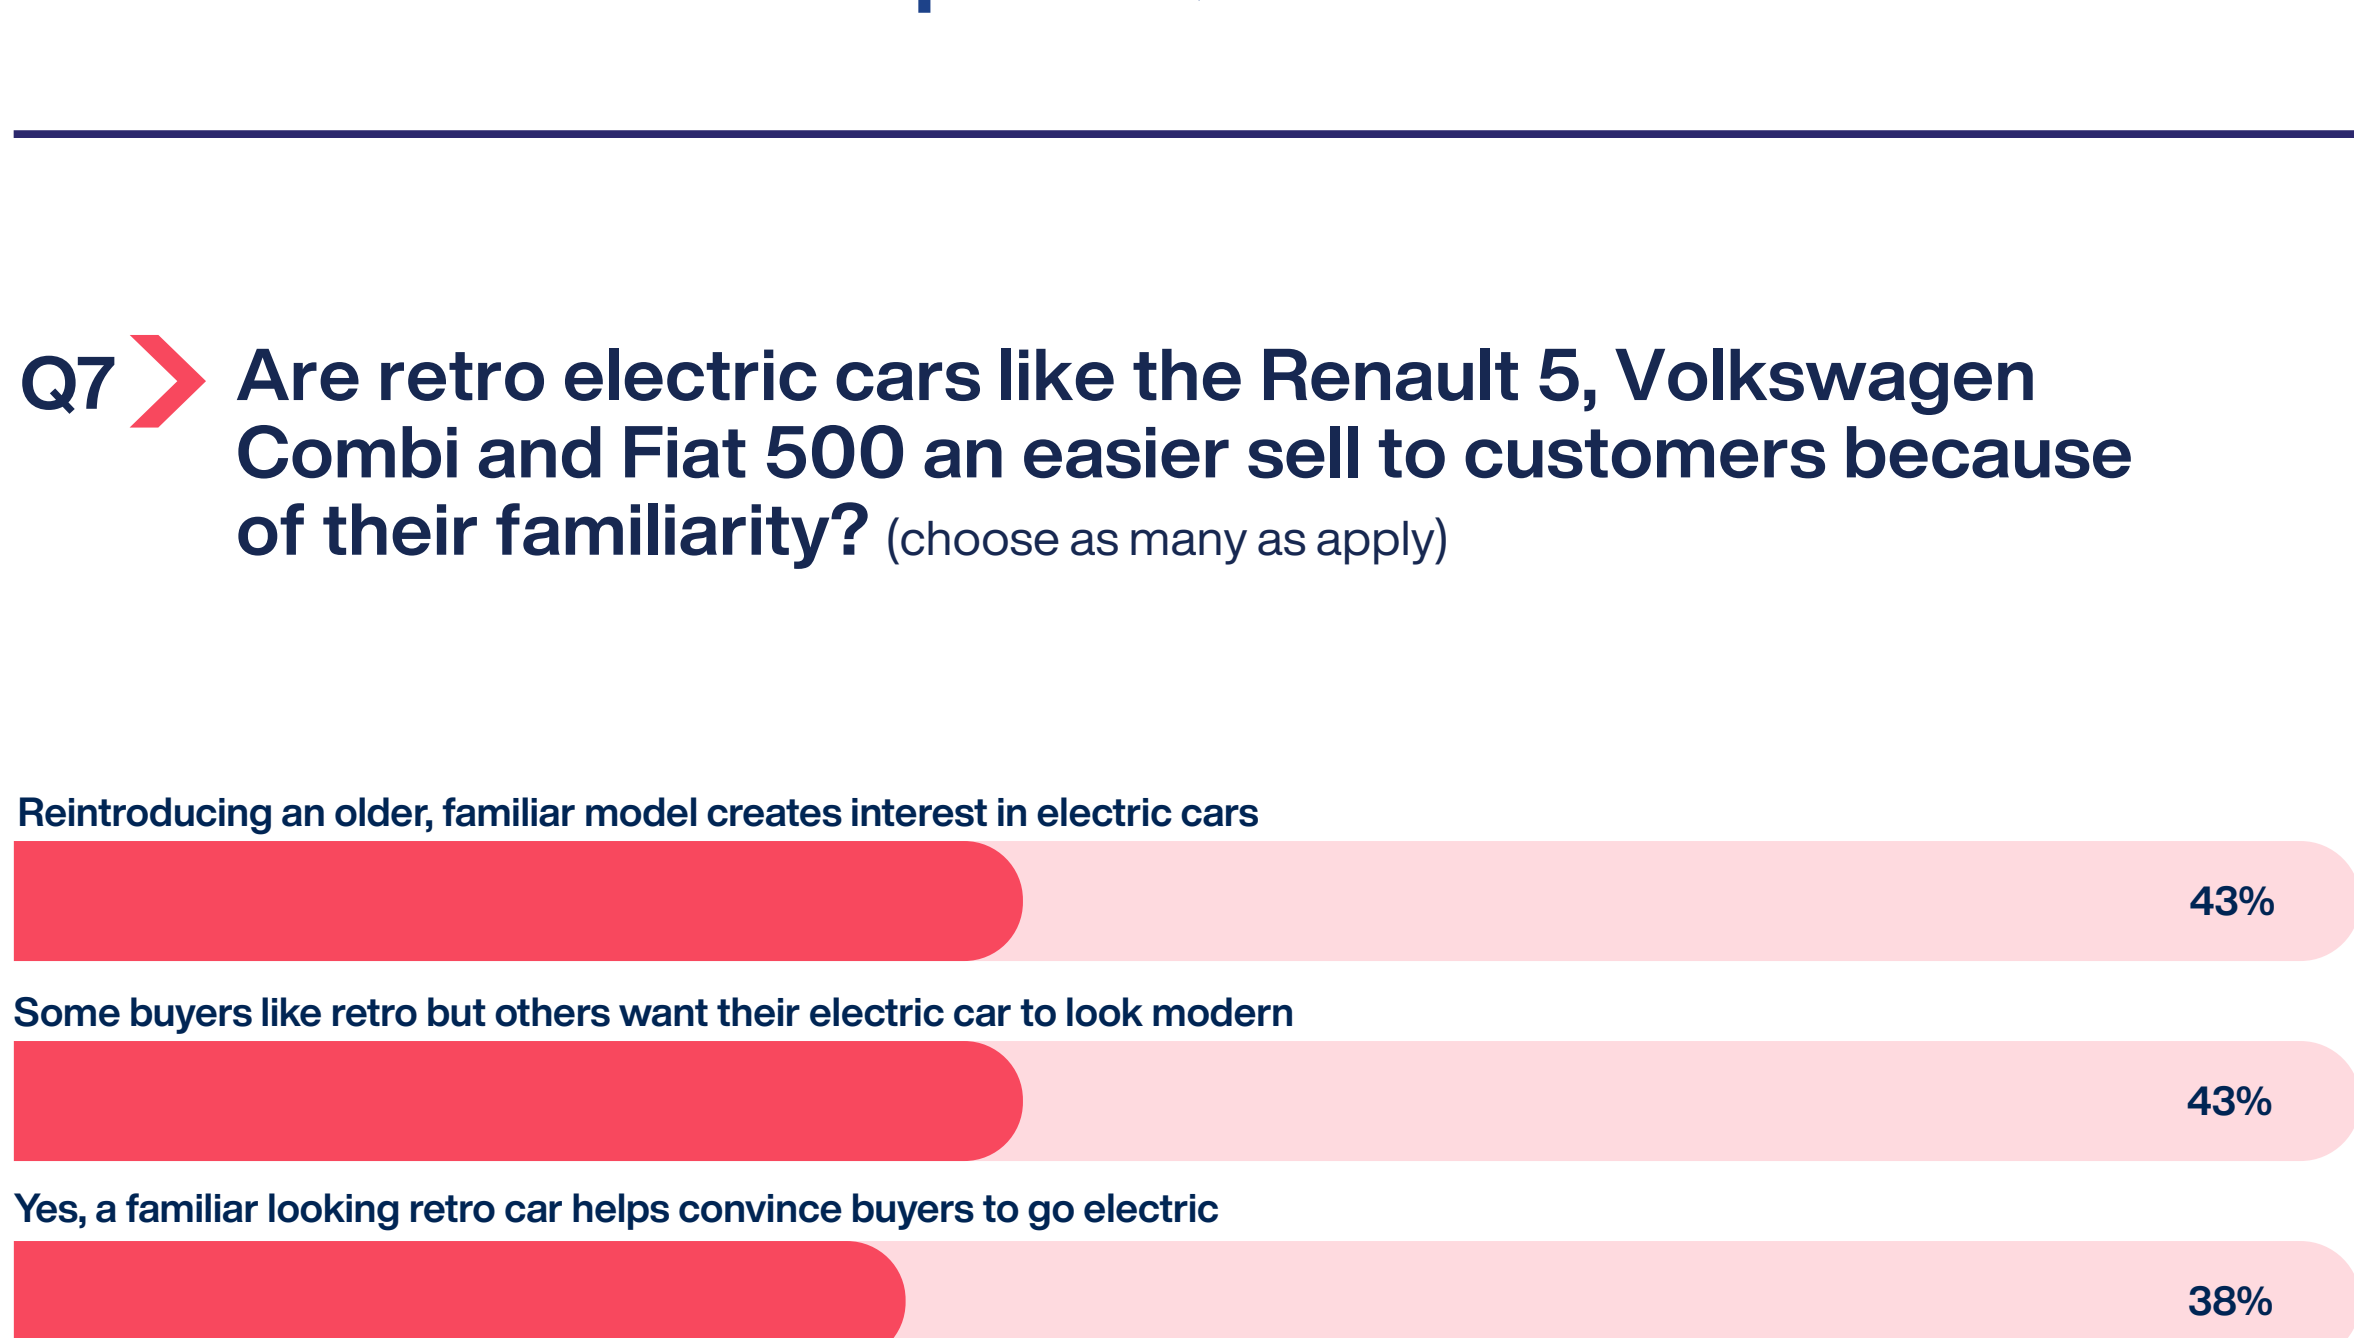 Q7
Are retro electric cars like the Renault 5, Volkswagen
Combi and Fiat 500 an easier sell to customers because
of their familiarity? (choose as many as apply)
Reintroducing an older, familiar model creates interest in electric cars
43%
Some buyers like retro but others want their electric car to look modern
43%
Yes, a familiar looking retro car helps convince buyers to go electric
38%